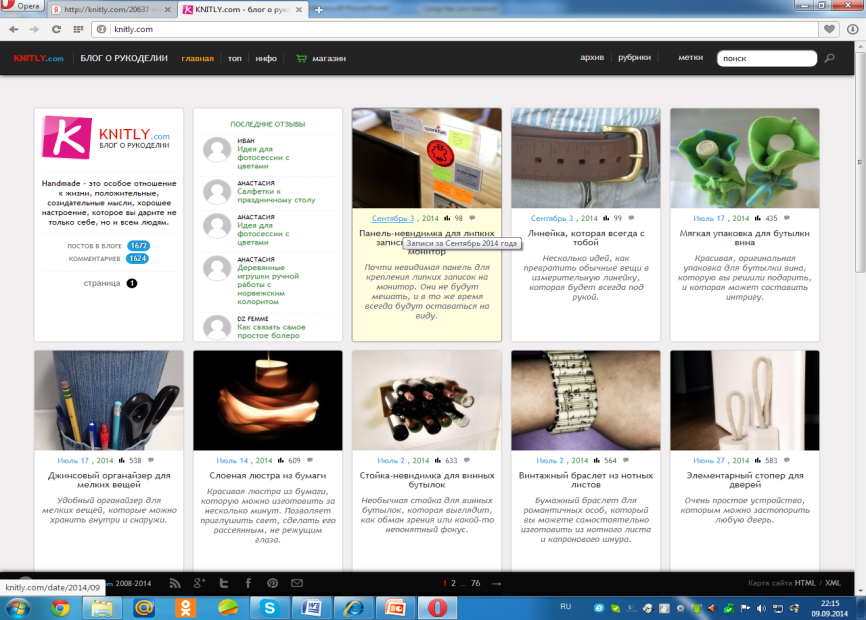 Opera
http://knitly.com/20637
KNITLY.com - блог о рук
knitly.com
KNITLY.com
БЛОГ О РУКОДЕЛИИ
главная
топ
инфо
магазин
архив
рубрики
метки
поиск
KNITLY.com
БЛОГ О РУКОДЕЛИИ
Handmade - это особое отношение
к жизни, положительные,
созидательные мысли, хорошее
настроение, которое вы дарите не
только себе, но и всем людям.
ПОСТОВ В БЛОГЕ 1672
КОММЕНТАРИЕВ 1624
страница 1
ПОСЛЕДНИЕ ОТЗЫВЫ
ИВАН
Идея для
фотосессии с
цветами
АНАСТАСИЯ
Салфетки к
праздничному столу
АНАСТАСИЯ
Идея для
фотосессии с
цветами
АНАСТАСИЯ
Деревянные
игрушки ручной
работы с
норвежским
колоритом
DZ FEMME
Как связать самое
простое болеро
Сентябрь 3 , 2014 98
Панель-невидимка для липких
запис
Записи за Сентябрь 2014 года
монитор
Почти невидимая панель для
крепления липких записок на
монитор. Они не будут
мешать, и в то же время
всегда будут оставаться на
виду.
Сентябрь 3 , 2014 99
Линейка, которая всегда с
тобой
Несколько идей, как
превратить обычные вещи в
измерительную линейку,
которая будет всегда под
рукой.
Июль 17 , 2014 435
Мягкая упаковка для бутылки
вина
Красивая, оригинальная
упаковка для бутылки вина,
которую вы решили подарить,
и которая может составить
интригу.
Июль 17 , 2014 538
Джинсовый органайзер для
мелких вещей
Удобный органайзер для
мелких вещей, которые можно
хранить внутри и снаружи.
Июль 14 , 2014 609
Слоеная люстра из бумаги
Красивая люстра из бумаги,
которую можно изготовить за
несколько минут. Позволяет
приглушить свет, сделать его
рассеянным, не режущим
глаза.
Июль 2 , 2014 633
Стойка-невидимка для винных
бутылок
Необычная стойка для винных
бутылок, которая выглядит,
как обман зрения или какой-то
непонятный фокус.
Июль 2 , 2014 564
Винтажный браслет из нотных
листов
Бумажный браслет для
романтичных особ, который
вы можете самостоятельно
изготовить из нотного листа
и капронового шнура.
Июнь 27 , 2014 583
Элементарный стопер для
дверей
Очень простое устройство,
которым можно застопорить
любую дверь.
knitly.com/date/2014/09
2008-2014
1 2 ... 76 →
Карта сайта HTML / XML
RU
22:15
09.09.2014